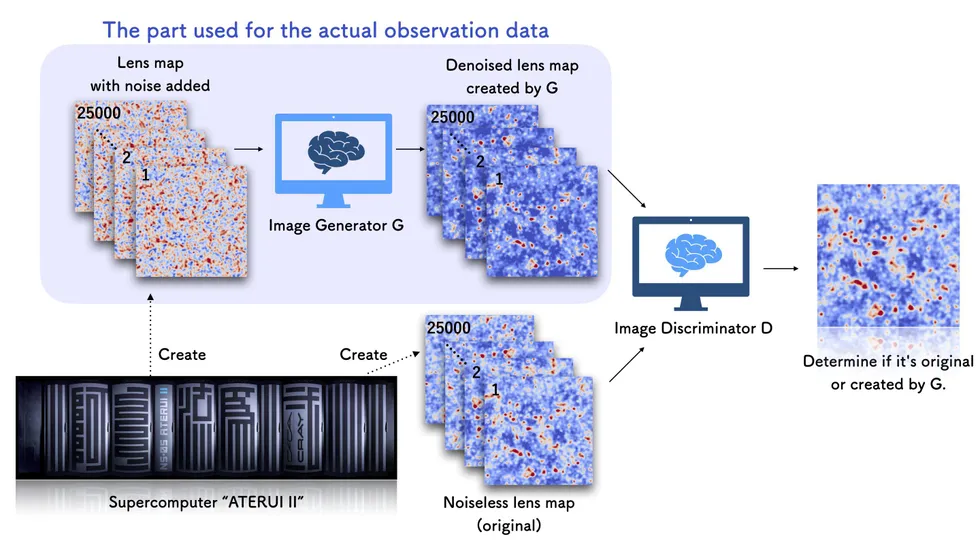 The part used for the actual observation data
Lens map
with noise added
25000
2
1
Image Generator G
Denoised lens map
created by G
25000
2
1
Image Discriminator D
Determine if it's original
or created by G.
Create
Create
NS-05 ATERUI II
CRAY
Supercomputer “ATERUI II”
25000
2
1
Noiseless lens map
(original)